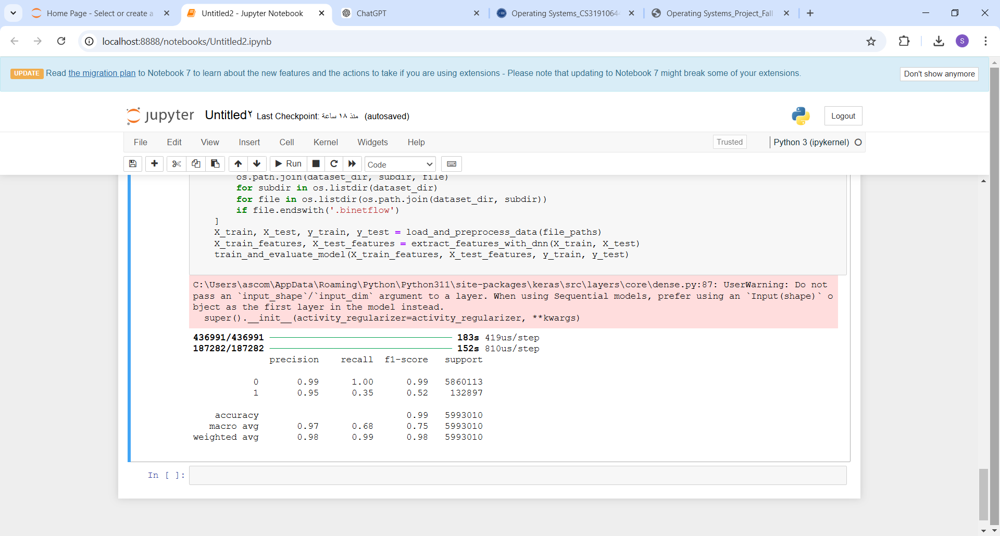 Home Page - Select or create a
Untitled2 - Jupyter Notebook
ChatGPT
Operating Systems_CS31910644
Operating Systems_Project_Fall
localhost:8888/notebooks/Untitled2.ipynb
S
UPDATE Read the migration plan to Notebook 7 to learn about the new features and the actions to take if you are using extensions - Please note that updating to Notebook 7 might break some of your extensions.
Don't show anymore
jupyter Untitled٢ Last Checkpoint: منذ ١٨ ساعة (autosaved)
Logout
File Edit View Insert Cell Kernel Widgets Help
Trusted
Python 3 (ipykernel)
Run
Code
os.path.join(dataset_dir, subdir, file)
for subdir in os.listdir(dataset_dir)
for file in os.listdir(os.path.join(dataset_dir, subdir))
if file.endswith('.binetflow')
]
X_train, X_test, y_train, y_test = load_and_preprocess_data(file_paths)
X_train_features, X_test_features = extract_features_with_dnn(X_train, X_test)
train_and_evaluate_model(X_train_features, X_test_features, y_train, y_test)
C:\Users\ascom\AppData\Roaming\Python\Python311\site-packages\keras\src\layers\core\dense.py:87: UserWarning: Do not
pass an `input_shape`/`input_dim` argument to a layer. When using Sequential models, prefer using an `Input(shape)` o
bject as the first layer in the model instead.
super().__init__(activity_regularizer=activity_regularizer, **kwargs)
436991/436991 183s 419us/step
187282/187282 152s 810us/step
precision recall f1-score support
0 0.99 1.00 0.99 5860113
1 0.95 0.35 0.52 132897
accuracy 0.99 5993010
macro avg 0.97 0.68 0.75 5993010
weighted avg 0.98 0.99 0.98 5993010
In [ ]: